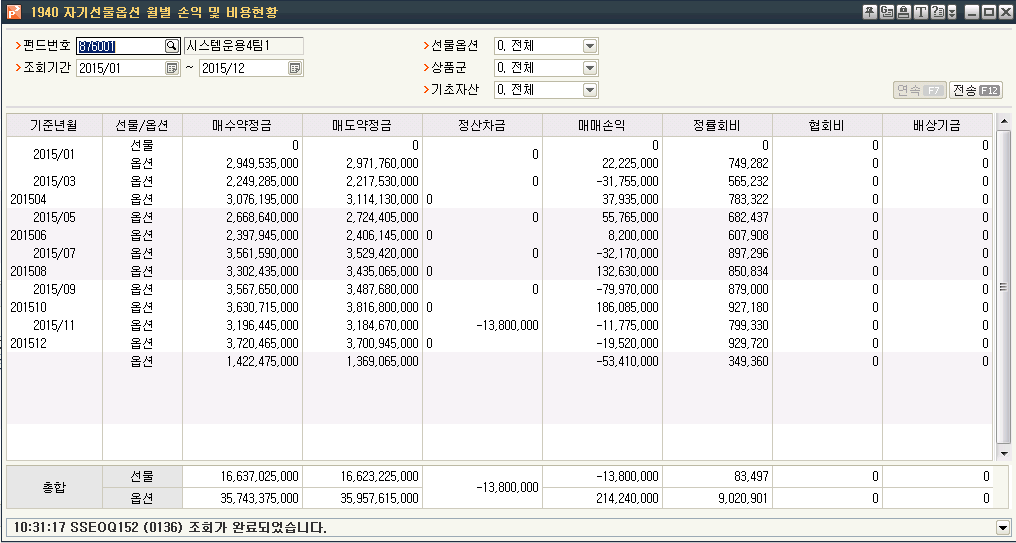 1940 자기선물옵션 월별 손익 및 비용현황
펀드번호 876001 시스템운용4팀1 선물옵션 0. 전체
조회기간 2015/01 ~ 2015/12 상품군 0. 전체
기초자산 0. 전체 연속 F7 전송 F12
기준년월 선물/옵션 매수약정금 매도약정금 정산차금 매매손익 정률회비 협회비 배상기금
2015/01 선물 0 0 0 0 0 0 0
옵션 2,949,535,000 2,971,760,000 22,225,000 749,282 0 0
2015/03 옵션 2,249,285,000 2,217,530,000 0 -31,755,000 565,232 0 0
201504 옵션 3,076,195,000 3,114,130,000 0 37,935,000 783,322 0 0
2015/05 옵션 2,668,640,000 2,724,405,000 0 55,765,000 682,437 0 0
201506 옵션 2,397,945,000 2,406,145,000 0 8,200,000 607,908 0 0
2015/07 옵션 3,561,590,000 3,529,420,000 0 -32,170,000 897,296 0 0
201508 옵션 3,302,435,000 3,435,065,000 0 132,630,000 850,834 0 0
2015/09 옵션 3,567,650,000 3,487,680,000 0 -79,970,000 879,000 0 0
201510 옵션 3,630,715,000 3,816,800,000 0 186,085,000 927,180 0 0
2015/11 옵션 3,196,445,000 3,184,670,000 -13,800,000 -11,775,000 799,330 0 0
201512 옵션 3,720,465,000 3,700,945,000 0 -19,520,000 929,720 0 0
옵션 1,422,475,000 1,369,065,000 -53,410,000 349,360 0 0
총합 선물 16,637,025,000 16,623,225,000 -13,800,000 -13,800,000 83,497 0 0
옵션 35,743,375,000 35,957,615,000 214,240,000 9,020,901 0 0
10:31:17 SSEOQ152 (0136) 조회가 완료되었습니다.